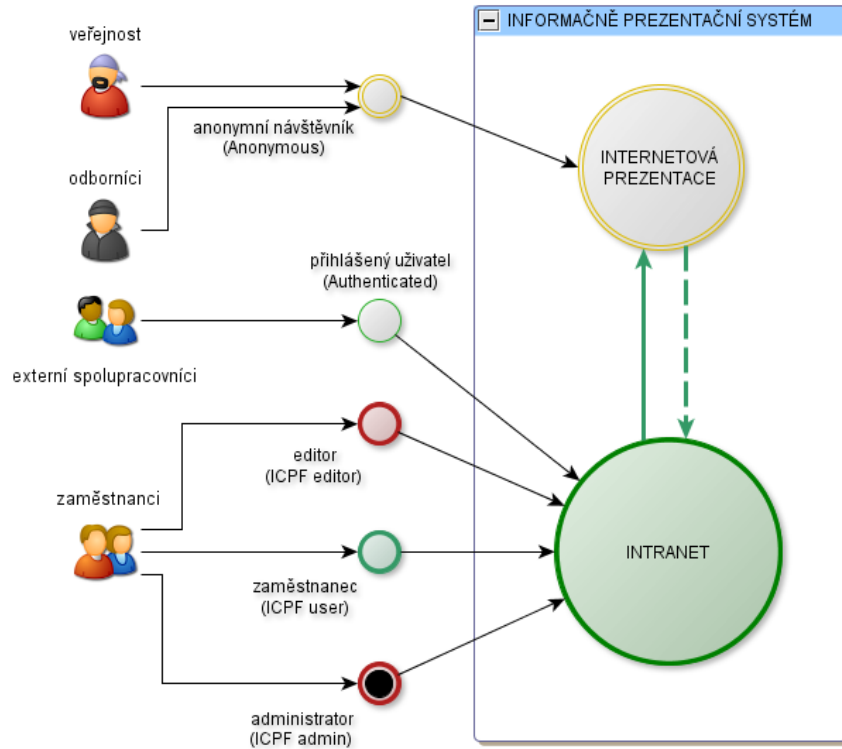 INFORMAČNĚ PREZENTAČNÍ SYSTÉM
veřejnost
anonymní návštěvník
(Anonymous)
INTERNETOVÁ
PREZENTACE
odborníci
přihlášený uživatel
(Authenticated)
externí spolupracovníci
editor
(ICPF editor)
zaměstnanci
INTRANET
zaměstnanec
(ICPF user)
administrator
(ICPF admin)